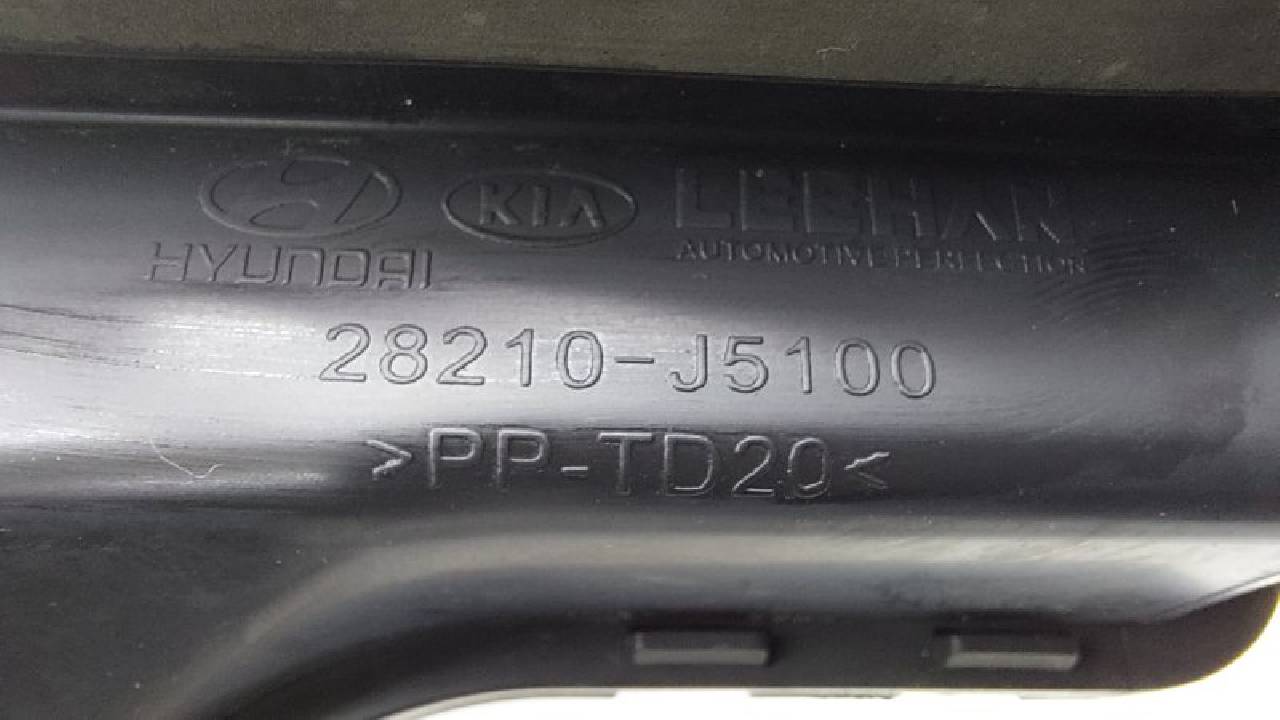 HYUNDAI KIA LEEHAN
AUTOMOTIVE PERFECTION
28210-J5100
>PP-TD20<